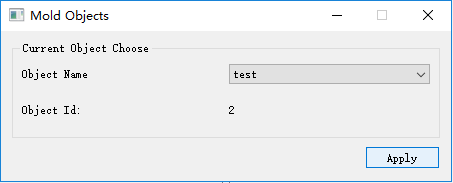 Mold Objects
Current Object Choose
Object Name test
Object Id: 2
Apply